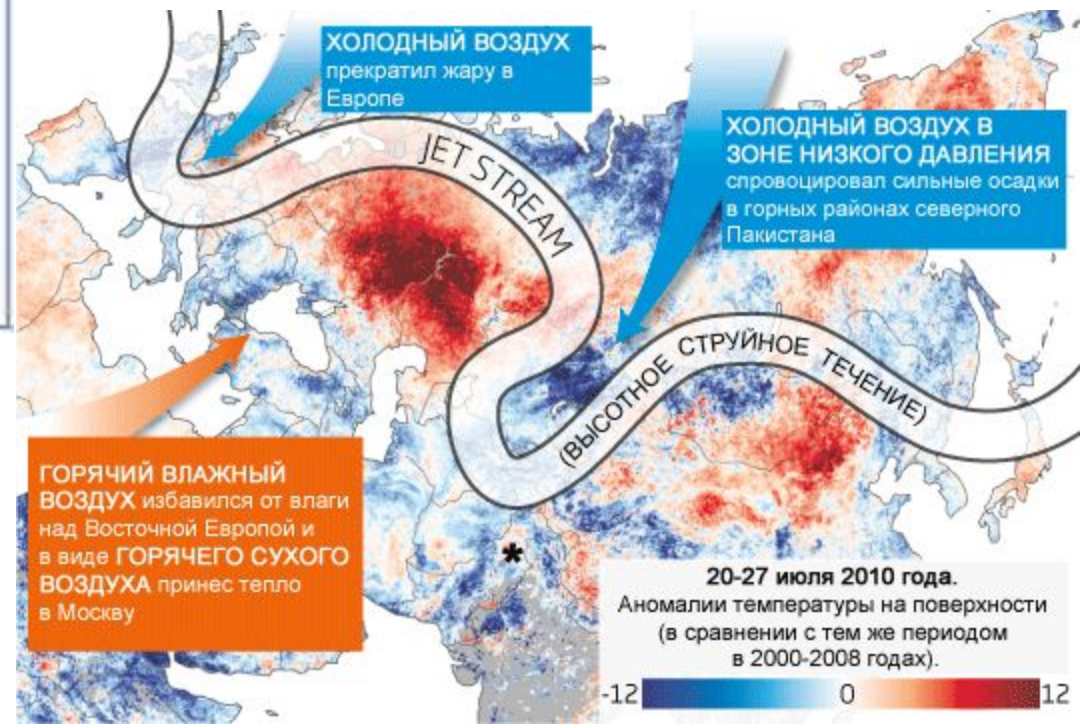 ХОЛОДНЫЙ ВОЗДУХ
прекратил жару в
Европе
JET STREAM
ХОЛОДНЫЙ ВОЗДУХ В
ЗОНЕ НИЗКОГО ДАВЛЕНИЯ
спровоцировал сильные осадки
в горных районах северного
Пакистана
(ВЫСОТНОЕ СТРУЙНОЕ ТЕЧЕНИЕ)
ГОРЯЧИЙ ВЛАЖНЫЙ
ВОЗДУХ избавился от влаги
над Восточной Европой и
в виде ГОРЯЧЕГО СУХОГО
ВОЗДУХА принес тепло
в Москву
*
20-27 июля 2010 года.
Аномалии температуры на поверхности
(в сравнении с тем же периодом
в 2000-2008 годах).
-12 0 12